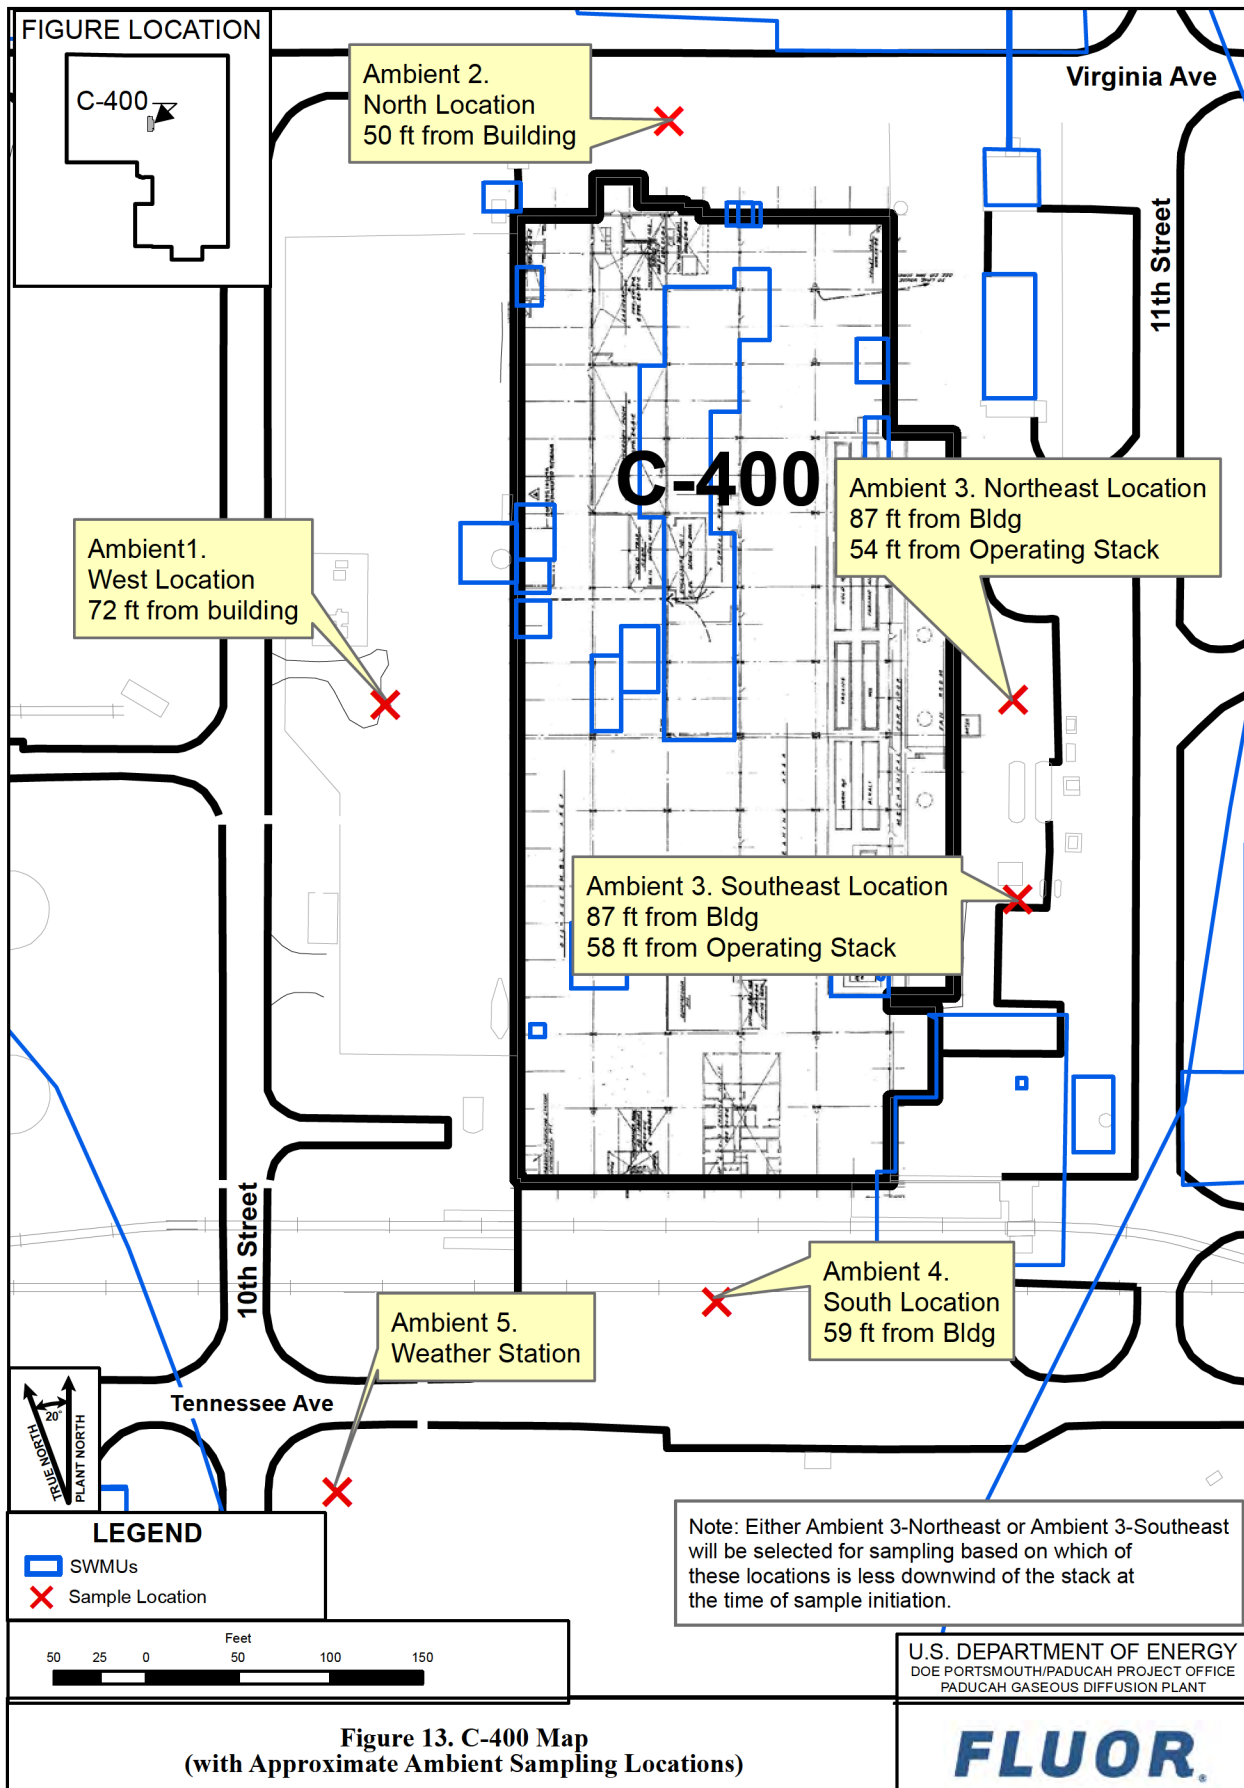 FIGURE LOCATION
C-400
Ambient 2.
North Location
50 ft from Building
Virginia Ave
11th Street
C-400
Ambient 3. Northeast Location
87 ft from Bldg
54 ft from Operating Stack
Ambient1.
West Location
72 ft from building
Ambient 3. Southeast Location
87 ft from Bldg
58 ft from Operating Stack
10th Street
Ambient 4.
South Location
59 ft from Bldg
Ambient 5.
Weather Station
Tennessee Ave
20°
TRUE NORTH
PLANT NORTH
LEGEND
SWMUs
Sample Location
Note: Either Ambient 3-Northeast or Ambient 3-Southeast
will be selected for sampling based on which of
these locations is less downwind of the stack at
the time of sample initiation.
Feet
50 25 0 50 100 150
U.S. DEPARTMENT OF ENERGY
DOE PORTSMOUTH/PADUCAH PROJECT OFFICE
PADUCAH GASEOUS DIFFUSION PLANT
Figure 13. C-400 Map
(with Approximate Ambient Sampling Locations)
FLUOR®